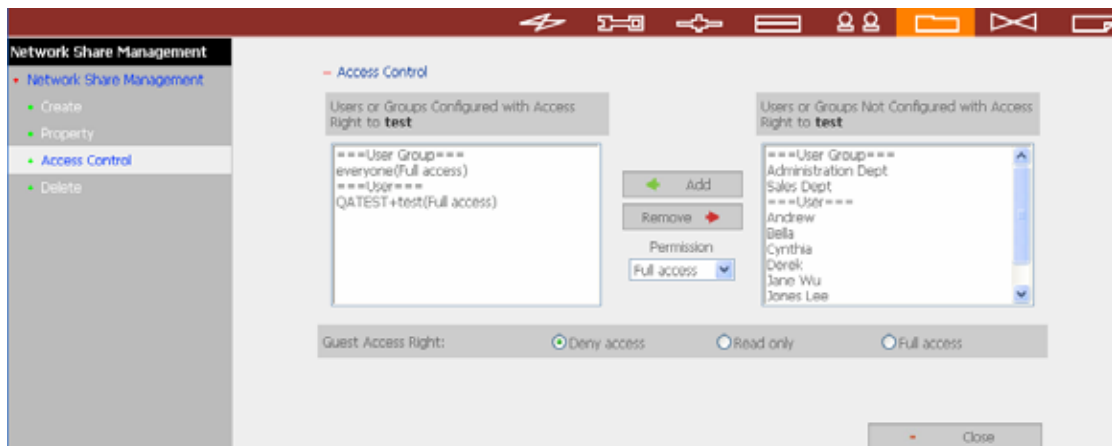 Network Share Management
Network Share Management
Create
Property
Access Control
Delete
Access Control
Users or Groups Configured with Access
Right to test
===User Group===
everyone(Full access)
===User===
QATEST+test(Full access)
Add
Remove
Permission
Full access
Users or Groups Not Configured with Access
Right to test
===User Group===
Administration Dept
Sales Dept
===User===
Andrew
Bella
Cynthia
Derek
Jane Wu
Jones Lee
Guest Access Right:
Deny access
Read only
Full access
Close